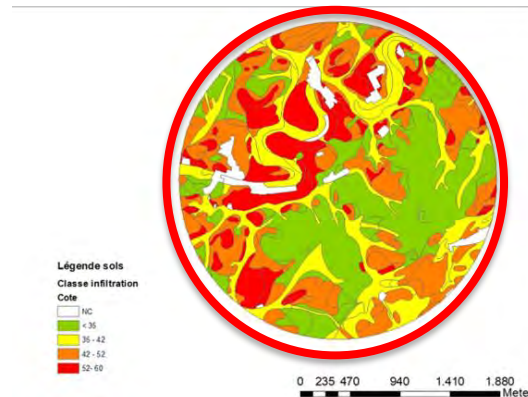 Légende sols
Classe infiltration
Cote
NC
< 35
35 - 42
42 - 52
52- 60
0 235 470 940 1.410 1.880
Mete